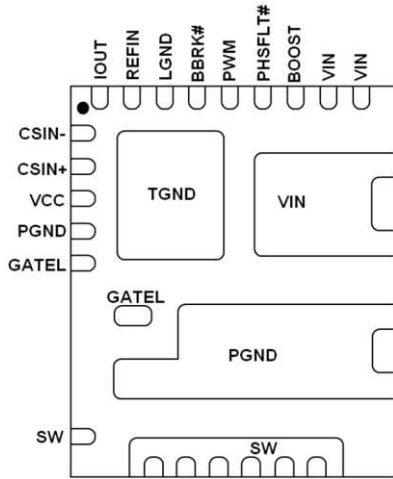 IOUT
REFIN
LGND
BBRK#
PWM
PHSFLT#
BOOST
VIN
VIN
CSIN-
CSIN+
VCC
PGND
GATEL
TGND
VIN
GATEL
PGND
SW
SW